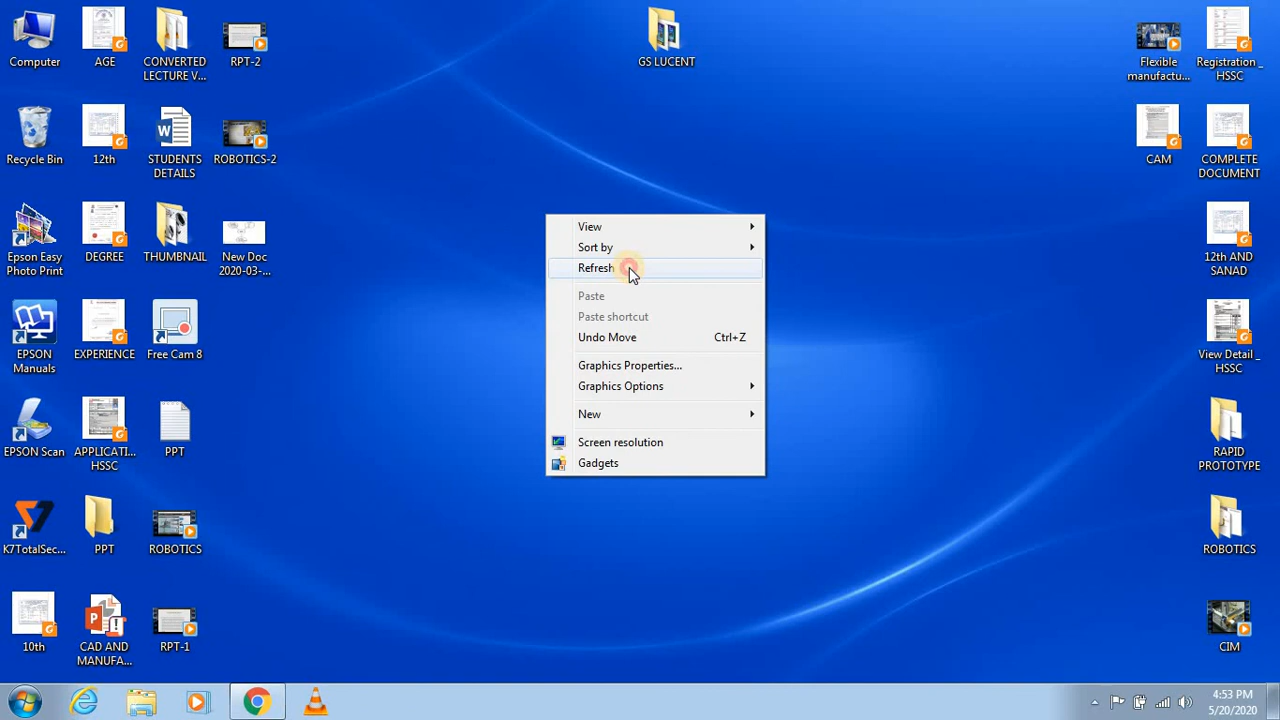 Computer
AGE
CONVERTED
LECTURE V...
RPT-2
GS LUCENT
Flexible
manufactu...
Registration _
HSSC
Recycle Bin
12th
STUDENTS
DETAILS
ROBOTICS-2
CAM
COMPLETE
DOCUMENT
Epson Easy
Photo Print
DEGREE
THUMBNAIL
New Doc
2020-03-...
12th AND
SANAD
View
Sort by
Refresh
Paste
Paste shortcut
Undo Move Ctrl+Z
Graphics Properties...
Graphics Options
New
Screen resolution
Gadgets
EPSON
Manuals
EXPERIENCE
Free Cam 8
View Detail _
HSSC
EPSON Scan
APPLICATI...
HSSC
PPT
RAPID
PROTOTYPE
K7TotalSec...
PPT
ROBOTICS
ROBOTICS
10th
CAD AND
MANUFA...
RPT-1
CIM
4:53 PM
5/20/2020